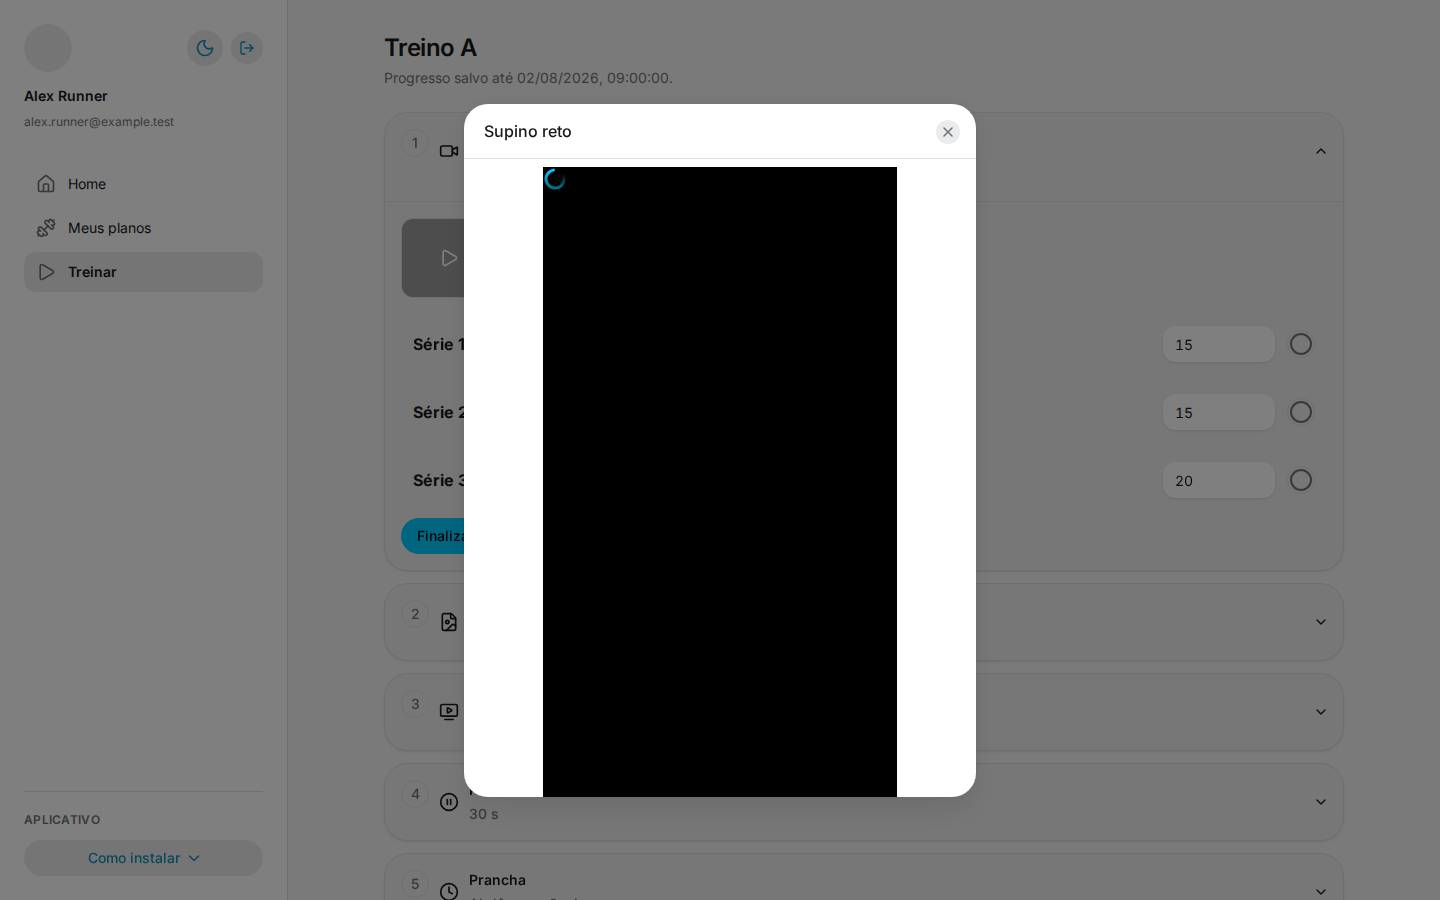 Alex Runner
alex.runner@example.test
Home
Meus planos
Treinar
APLICATIVO
Como instalar
Treino A
Progresso salvo até 02/08/2026, 09:00:00.
Supino reto
1
Série 1
15
Série 2
15
Série 3
20
2
3
4
30 s
5
Prancha